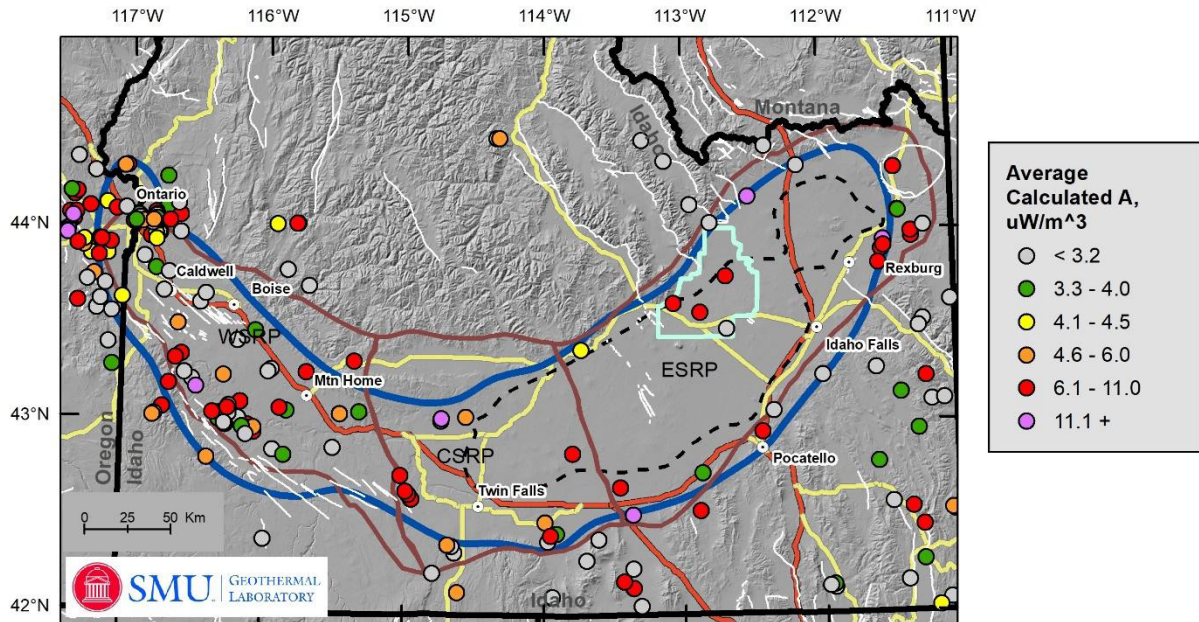 117°W 116°W 115°W 114°W 113°W 112°W 111°W
Montana
Idaho
Ontario
44°N
Caldwell
Boise
Rexburg
WSRP
Idaho Falls
ESRP
Mtn Home
43°N
Oregon
Idaho
CSRP
Pocatello
Twin Falls
0 25 50 Km
SMU GEOTHERMAL
LABORATORY
42°N
Idaho
Average
Calculated A,
uW/m^3
< 3.2
3.3 - 4.0
4.1 - 4.5
4.6 - 6.0
6.1 - 11.0
11.1 +